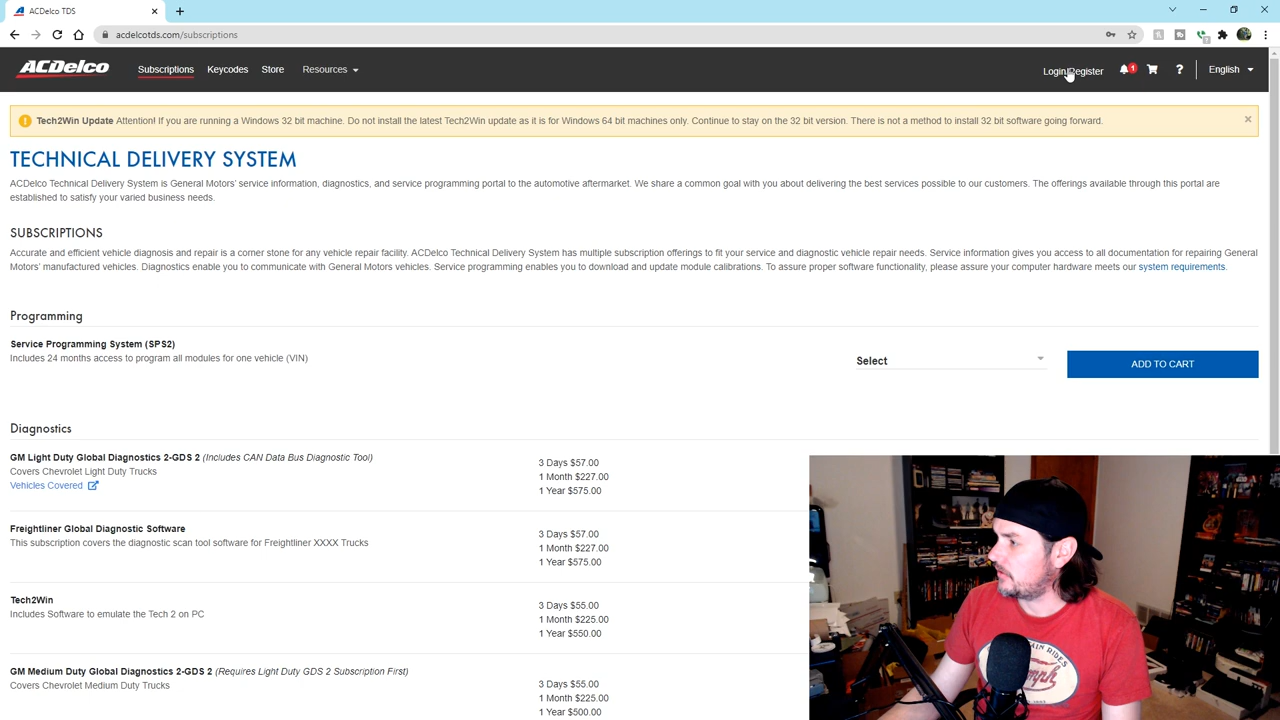 ACDelco TDS
acdelcotds.com/subscriptions
ACDelco
Subscriptions
Keycodes
Store
Resources
Login/Register
1
?
English
Tech2Win Update Attention! If you are running a Windows 32 bit machine. Do not install the latest Tech2Win update as it is for Windows 64 bit machines only. Continue to stay on the 32 bit version. There is not a method to install 32 bit software going forward.
TECHNICAL DELIVERY SYSTEM
ACDelco Technical Delivery System is General Motors' service information, diagnostics, and service programming portal to the automotive aftermarket. We share a common goal with you about delivering the best services possible to our customers. The offerings available through this portal are
established to satisfy your varied business needs.
SUBSCRIPTIONS
Accurate and efficient vehicle diagnosis and repair is a corner stone for any vehicle repair facility. ACDelco Technical Delivery System has multiple subscription offerings to fit your service and diagnostic vehicle repair needs. Service information gives you access to all documentation for repairing General
Motors' manufactured vehicles. Diagnostics enable you to communicate with General Motors vehicles. Service programming enables you to download and update module calibrations. To assure proper software functionality, please assure your computer hardware meets our system requirements.
Programming
Service Programming System (SPS2)
Includes 24 months access to program all modules for one vehicle (VIN)
Select
ADD TO CART
Diagnostics
GM Light Duty Global Diagnostics 2-GDS 2 (Includes CAN Data Bus Diagnostic Tool)
Covers Chevrolet Light Duty Trucks
Vehicles Covered
3 Days $57.00
1 Month $227.00
1 Year $575.00
Freightliner Global Diagnostic Software
This subscription covers the diagnostic scan tool software for Freightliner XXXX Trucks
3 Days $57.00
1 Month $227.00
1 Year $575.00
Tech2Win
Includes Software to emulate the Tech 2 on PC
3 Days $55.00
1 Month $225.00
1 Year $550.00
GM Medium Duty Global Diagnostics 2-GDS 2 (Requires Light Duty GDS 2 Subscription First)
Covers Chevrolet Medium Duty Trucks
3 Days $55.00
1 Month $225.00
1 Year $500.00